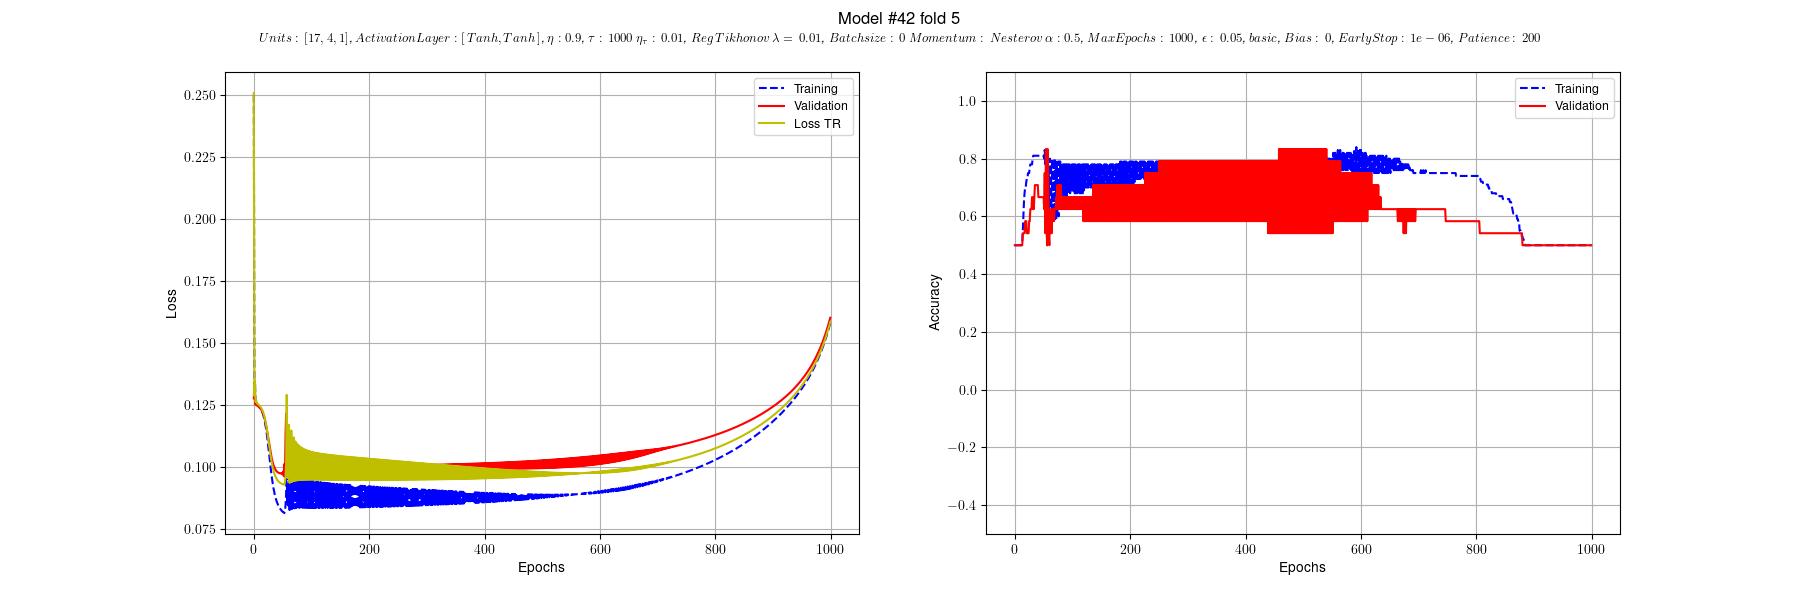 Model #42 fold 5
Units : [17, 4, 1], ActivationLayer : [Tanh, Tanh], η : 0.9, τ : 1000 ητ : 0.01, RegTikhonov λ = 0.01, Batchsize : 0 Momentum : Nesterov α : 0.5, MaxEpochs : 1000, ϵ : 0.05, basic, Bias : 0, EarlyStop : 1e − 06, Patience : 200
Loss
0.250
0.225
0.200
0.175
0.150
0.125
0.100
0.075
Training
Validation
Loss TR
0 200 400 600 800 1000
Epochs
Accuracy
1.0
0.8
0.6
0.4
0.2
0.0
−0.2
−0.4
Training
Validation
0 200 400 600 800 1000
Epochs